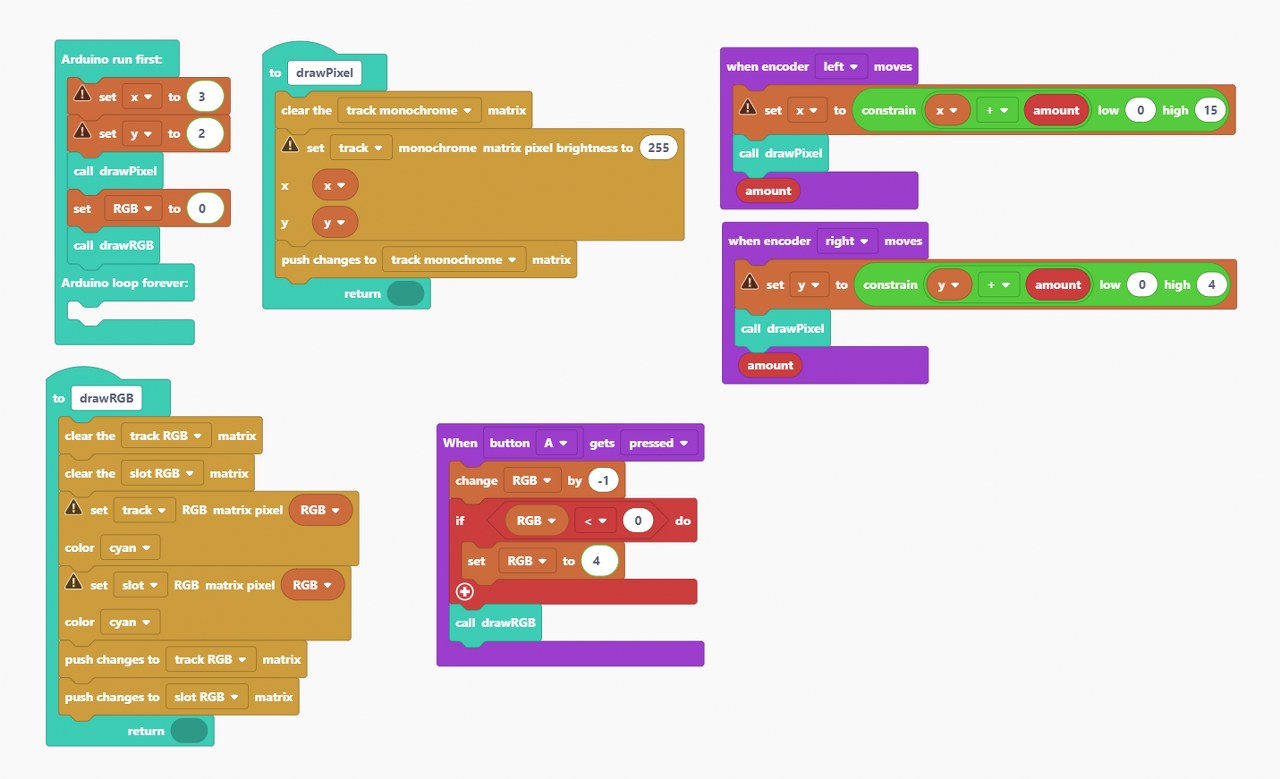 Arduino run first:
set x to 3
set y to 2
call drawPixel
set RGB to 0
call drawRGB
Arduino loop forever:
to drawPixel
clear the track monochrome matrix
set track monochrome matrix pixel brightness to 255
x x
y y
push changes to track monochrome matrix
return
when encoder left moves
set x to constrain x + amount low 0 high 15
call drawPixel
amount
when encoder right moves
set y to constrain y + amount low 0 high 4
call drawPixel
amount
to drawRGB
clear the track RGB matrix
clear the slot RGB matrix
set track RGB matrix pixel RGB
color cyan
set slot RGB matrix pixel RGB
color cyan
push changes to track RGB matrix
push changes to slot RGB matrix
return
When button A gets pressed
change RGB by -1
if RGB < 0 do
set RGB to 4
call drawRGB